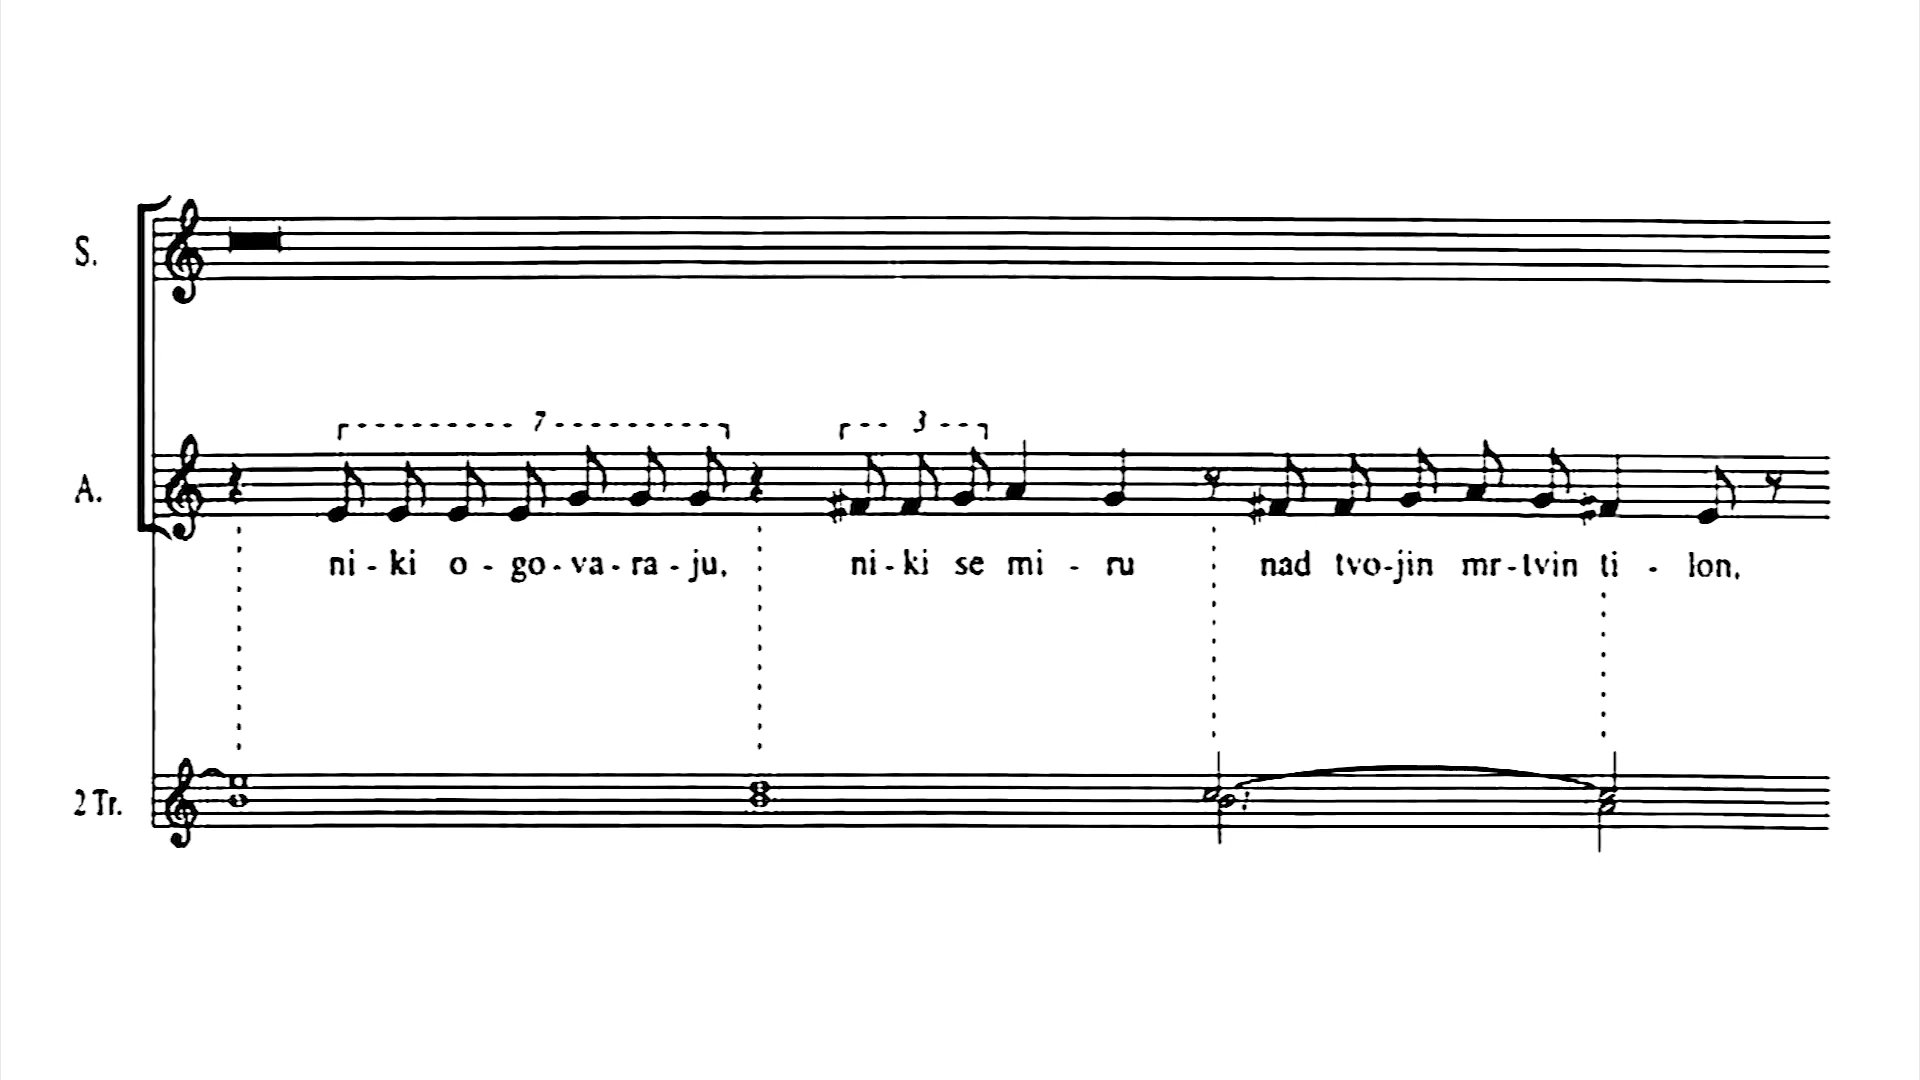 S.
7
3
A.
ni - ki o - go - va - ra - ju, ni - ki se mi - ru nad tvo - jin mr - tvin ti - lon,
2 Tr.